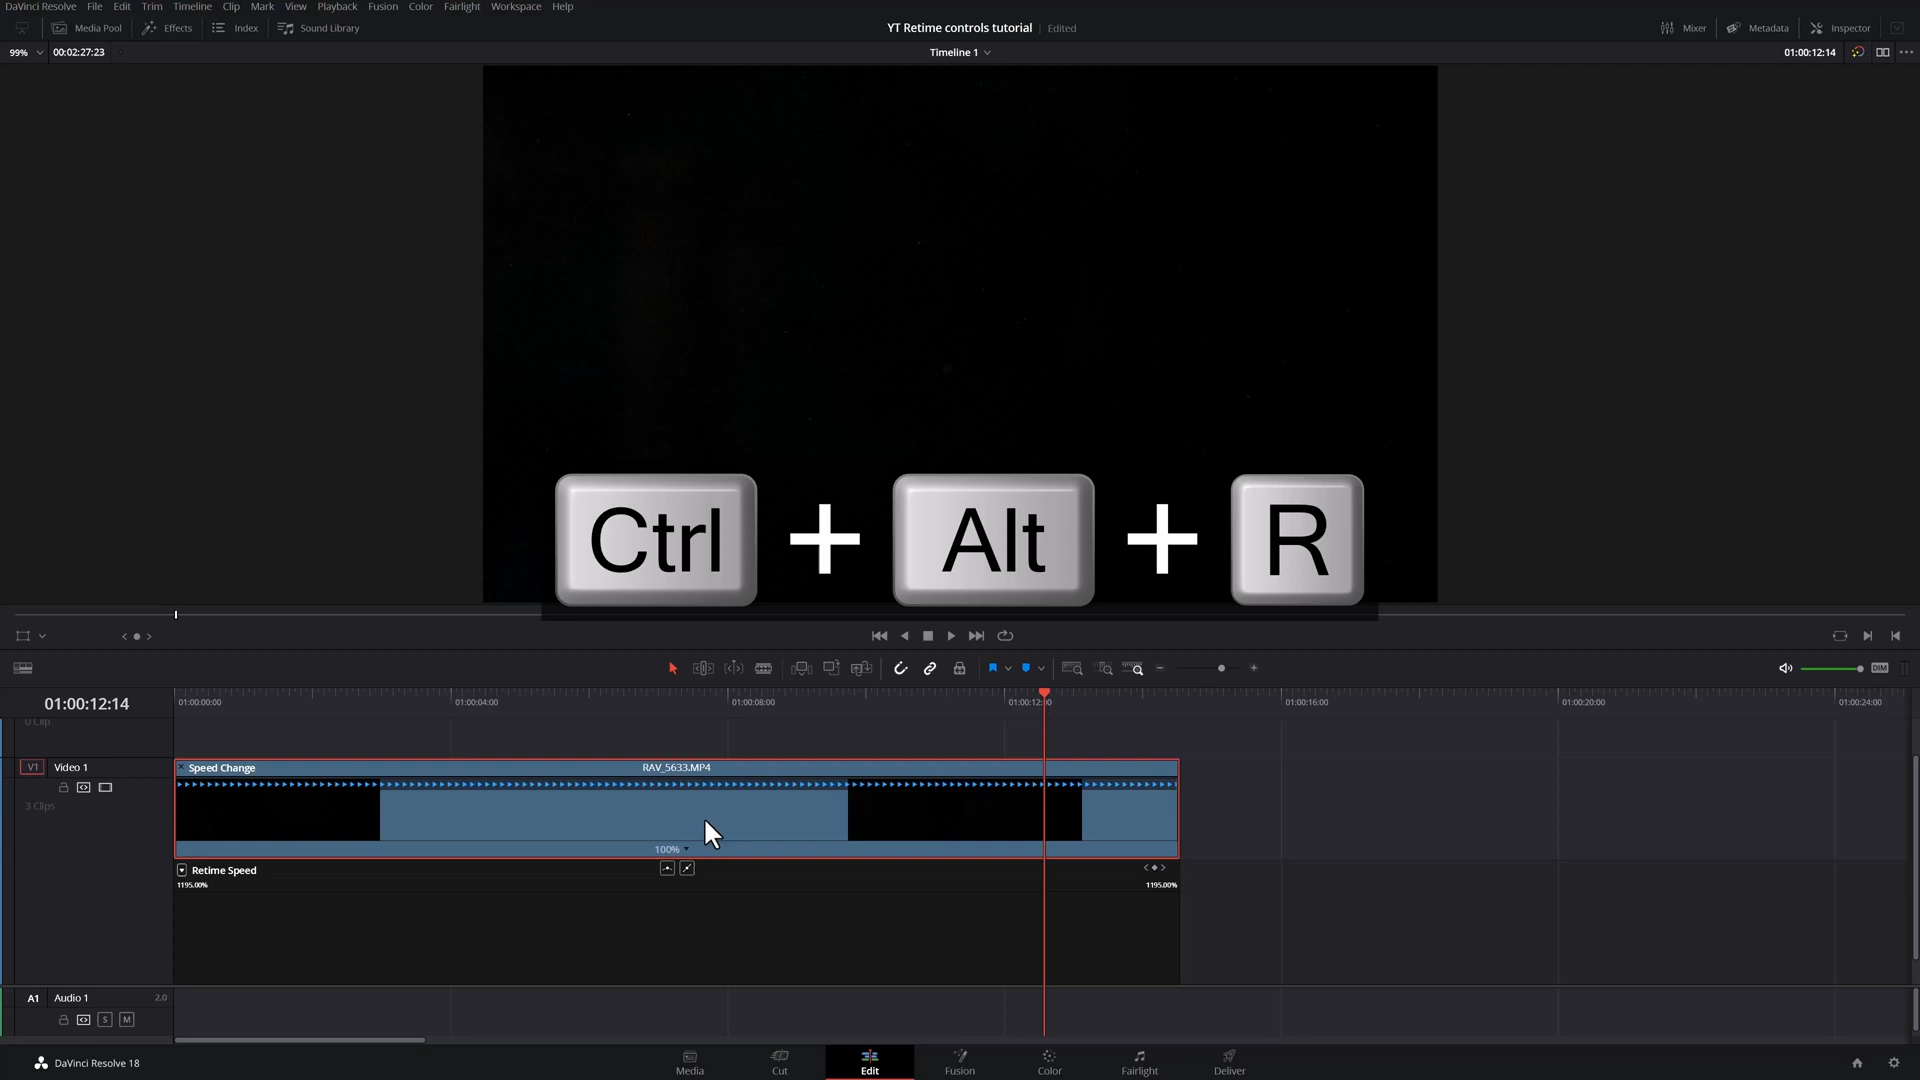 DaVinci Resolve File Edit Trim Timeline Clip Mark View Playback Fusion Color Fairlight Workspace Help
Media Pool Effects Index Sound Library YT Retime controls tutorial Edited Mixer Metadata Inspector
99% 00:02:27:23 Timeline 1 01:00:12:14
Ctrl + Alt + R
DIM
01:00:12:14 01:00:00:00 01:00:04:00 01:00:08:00 01:00:12:00 01:00:16:00 01:00:20:00 01:00:24:00
0 Clip
V1 Video 1 Speed Change RAV_5633.MP4
3 Clips
100%
Retime Speed
1195.00% 1195.00%
A1 Audio 1 2.0
S M
DaVinci Resolve 18 Media Cut Edit Fusion Color Fairlight Deliver